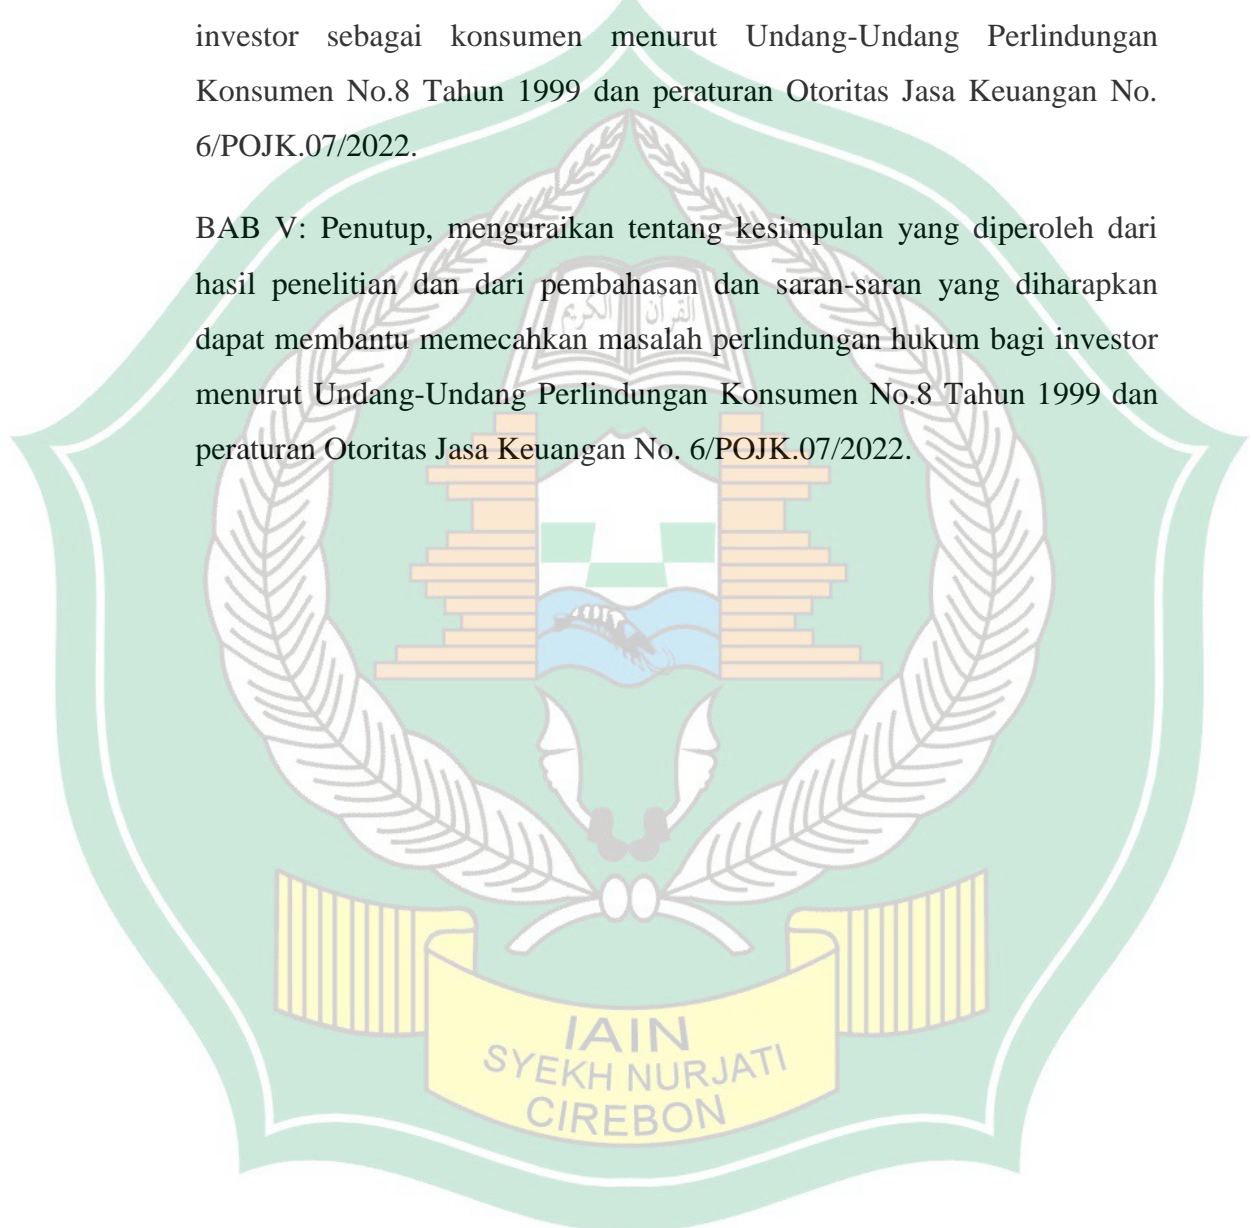 investor sebagai konsumen menurut Undang-Undang Perlindungan
Konsumen No.8 Tahun 1999 dan peraturan Otoritas Jasa Keuangan No.
6/POJK.07/2022.
BAB V: Penutup, menguraikan tentang kesimpulan yang diperoleh dari
hasil penelitian dan dari pembahasan dan saran-saran yang diharapkan
dapat membantu memecahkan masalah perlindungan hukum bagi investor
menurut Undang-Undang Perlindungan Konsumen No.8 Tahun 1999 dan
peraturan Otoritas Jasa Keuangan No. 6/POJK.07/2022.
القرآن الكريم
IAIN
SYEKH NURJATI
CIREBON